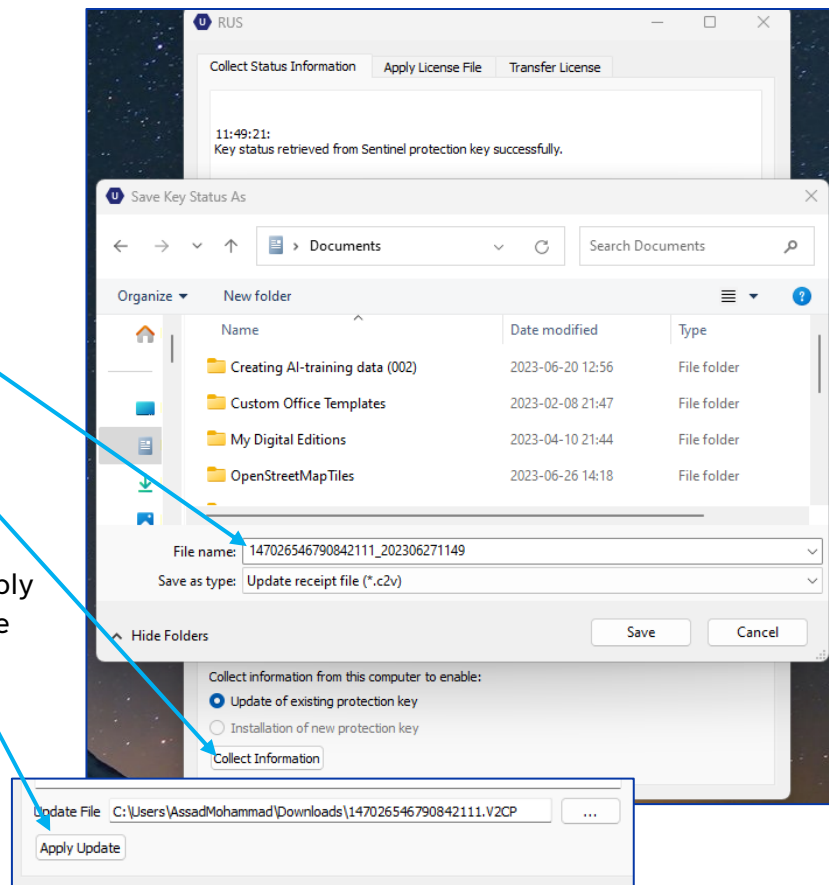 RUS
Collect Status Information Apply License File Transfer License
11:49:21:
Key status retrieved from Sentinel protection key successfully.
Save Key Status As
Documents
Search Documents
Organize New folder
Name Date modified Type
Creating AI-training data (002) 2023-06-20 12:56 File folder
Custom Office Templates 2023-02-08 21:47 File folder
My Digital Editions 2023-04-10 21:44 File folder
OpenStreetMapTiles 2023-06-26 14:18 File folder
File name: 147026546790842111_202306271149
Save as type: Update receipt file (*.c2v)
Hide Folders Save Cancel
Collect information from this computer to enable:
Update of existing protection key
Installation of new protection key
Collect Information
Update File C:\Users\AssadMohammad\Downloads\147026546790842111.V2CP ...
Apply Update